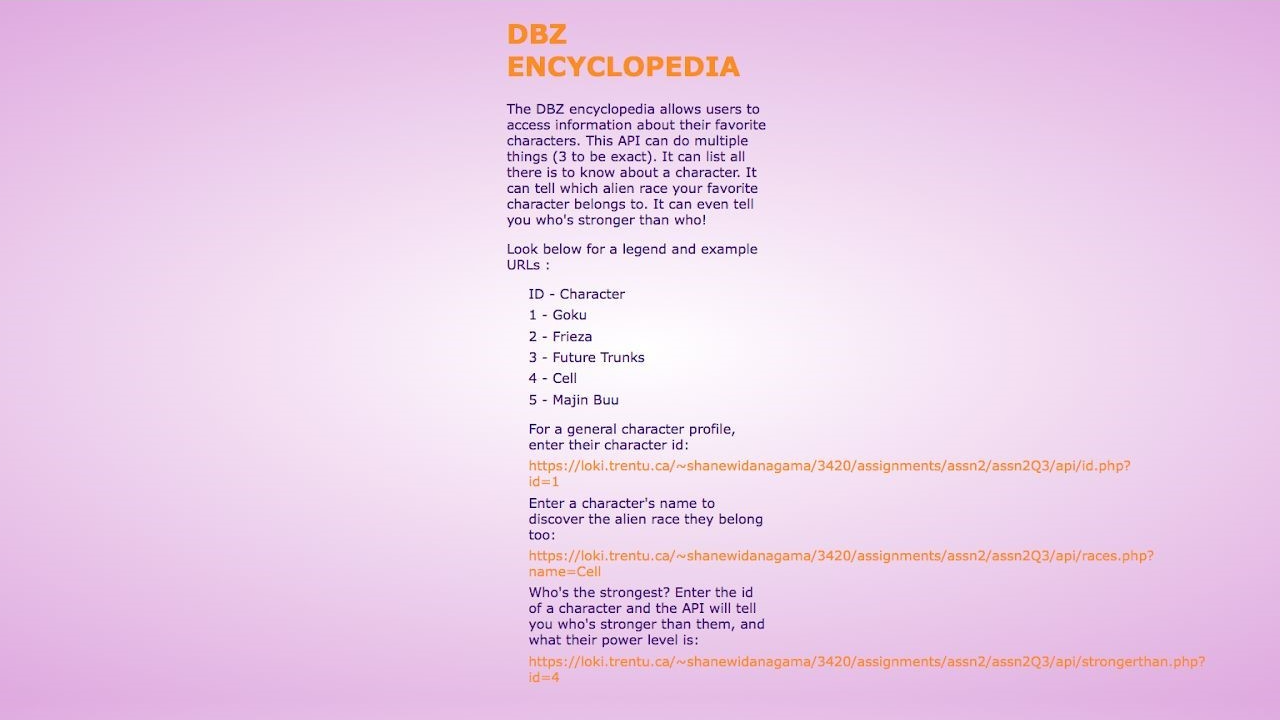 DBZ
ENCYCLOPEDIA
The DBZ encyclopedia allows users to
access information about their favorite
characters. This API can do multiple
things (3 to be exact). It can list all
there is to know about a character. It
can tell which alien race your favorite
character belongs to. It can even tell
you who's stronger than who!
Look below for a legend and example
URLs :
ID - Character
1 - Goku
2 - Frieza
3 - Future Trunks
4 - Cell
5 - Majin Buu
For a general character profile,
enter their character id:
https://loki.trentu.ca/~shanewidanagama/3420/assignments/assn2/assn2Q3/api/id.php?
id=1
Enter a character's name to
discover the alien race they belong
too:
https://loki.trentu.ca/~shanewidanagama/3420/assignments/assn2/assn2Q3/api/races.php?
name=Cell
Who's the strongest? Enter the id
of a character and the API will tell
you who's stronger than them, and
what their power level is:
https://loki.trentu.ca/~shanewidanagama/3420/assignments/assn2/assn2Q3/api/strongerthan.php?
id=4